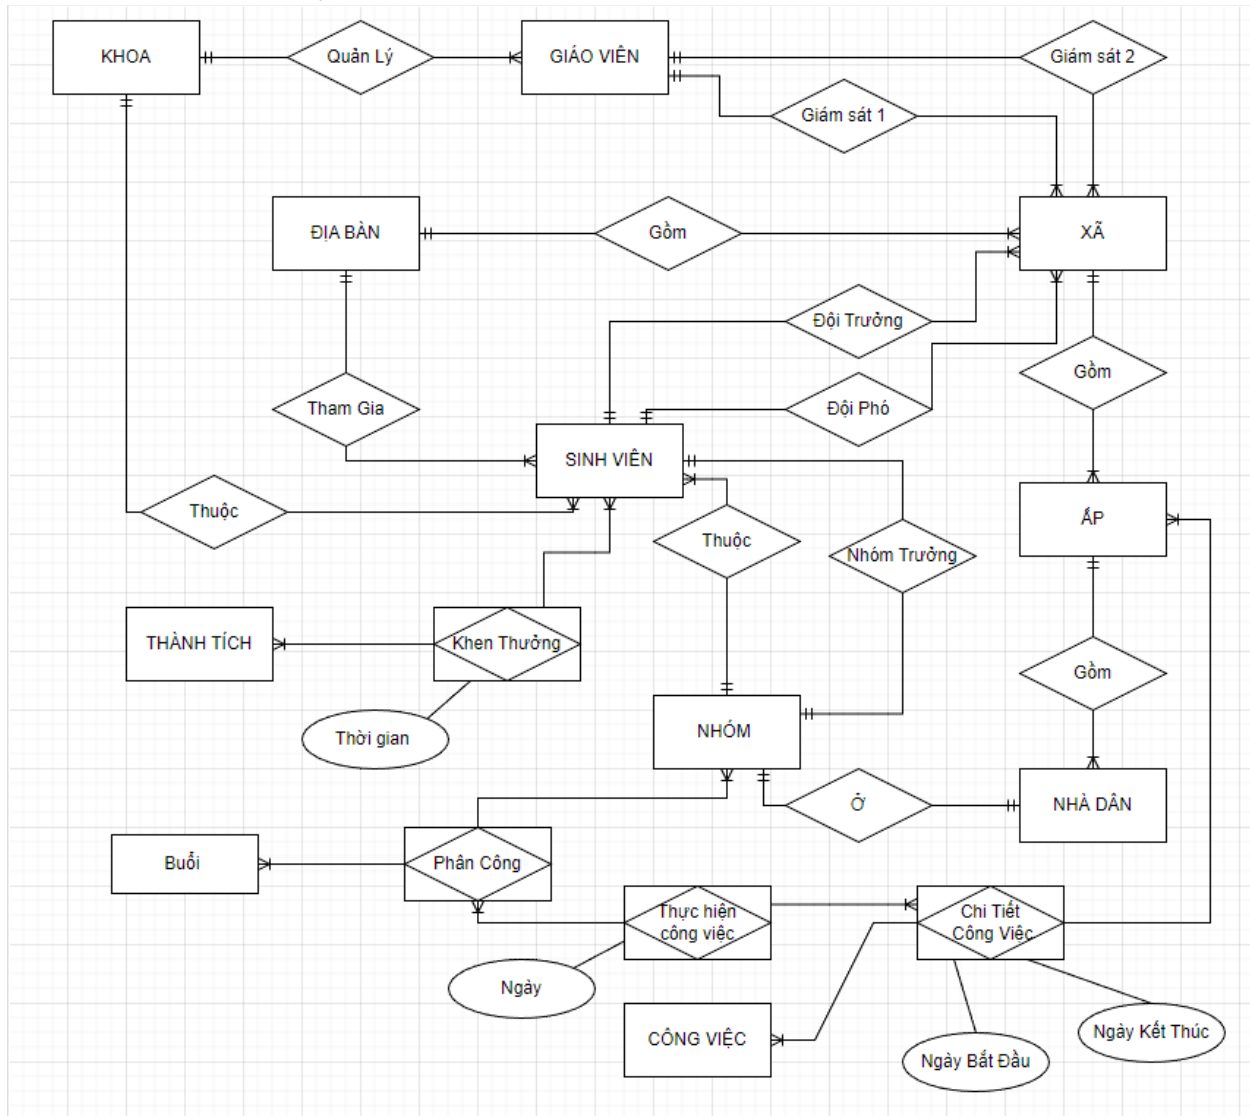 KHOA
Quản Lý
GIÁO VIÊN
Giám sát 2
Giám sát 1
ĐỊA BÀN
Gồm
XÃ
Đội Trưởng
Gồm
Tham Gia
Đội Phó
SINH VIÊN
Thuộc
Thuộc
Nhóm Trưởng
ẤP
THÀNH TÍCH
Khen Thưởng
Gồm
Thời gian
NHÓM
Ở
NHÀ DÂN
Buổi
Phân Công
Thực hiện
công việc
Chi Tiết
Công Việc
Ngày
CÔNG VIỆC
Ngày Bắt Đầu
Ngày Kết Thúc